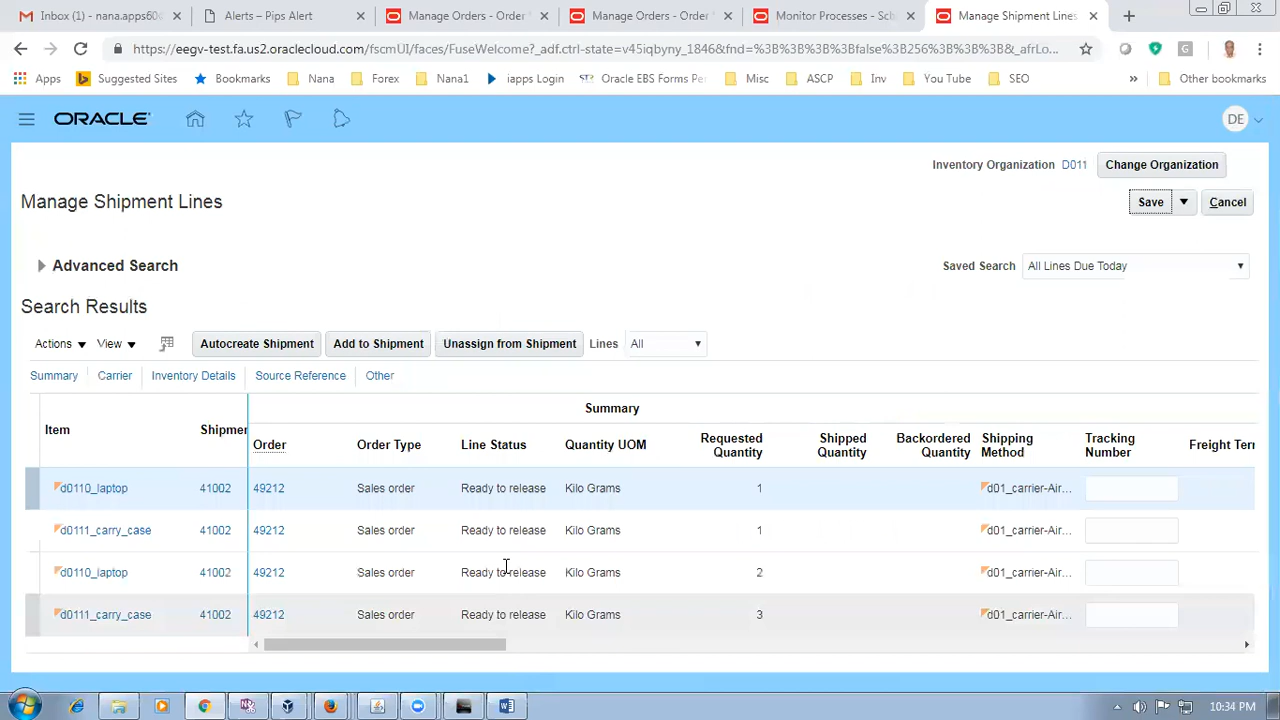 Inbox (1) - nana.apps60
Alerts – Pips Alert
Manage Orders - Order
Manage Orders - Order
Monitor Processes - Sch
Manage Shipment Lines
https://eegv-test.fa.us2.oraclecloud.com/fscmUI/faces/FuseWelcome?_adf.ctrl-state=v45iqbyny_18466&fnd=%3B%3B%3B%3Bfalse%3B256%3B%3B%3B&_afrLo...
Apps Suggested Sites Bookmarks Nana Forex Nana1 iapps Login Oracle EBS Forms Pe Misc ASCP Inv You Tube SEO » Other bookmarks
ORACLE DE
Inventory Organization D011 Change Organization
Manage Shipment Lines Save Cancel
Advanced Search Saved Search All Lines Due Today
Search Results
Actions View Autocreate Shipment Add to Shipment Unassign from Shipment Lines All
Summary Carrier Inventory Details Source Reference Other
Summary
Item Shipmer Order Order Type Line Status Quantity UOM Requested Quantity Shipped Quantity Backordered Quantity Shipping Method Tracking Number Freight Terr
d0110_laptop 41002 49212 Sales order Ready to release Kilo Grams 1 d01_carrier-Air...
d0111_carry_case 41002 49212 Sales order Ready to release Kilo Grams 1 d01_carrier-Air...
d0110_laptop 41002 49212 Sales order Ready to release Kilo Grams 2 d01_carrier-Air...
d0111_carry_case 41002 49212 Sales order Ready to release Kilo Grams 3 d01_carrier-Air...
10:34 PM